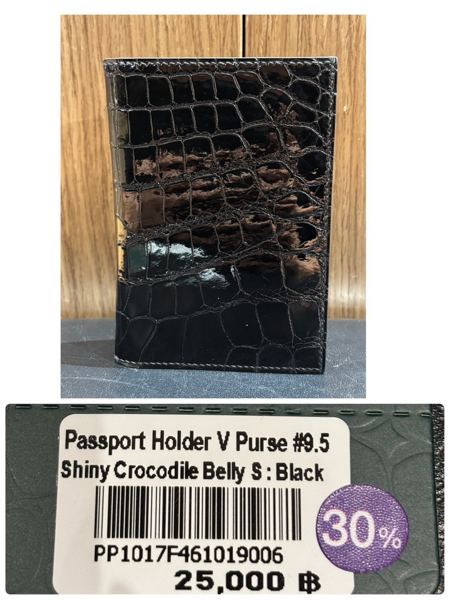 Passport Holder V Purse #9.5
Shiny Crocodile Belly S : Black
30%
PP1017F461019006
25,000 ฿